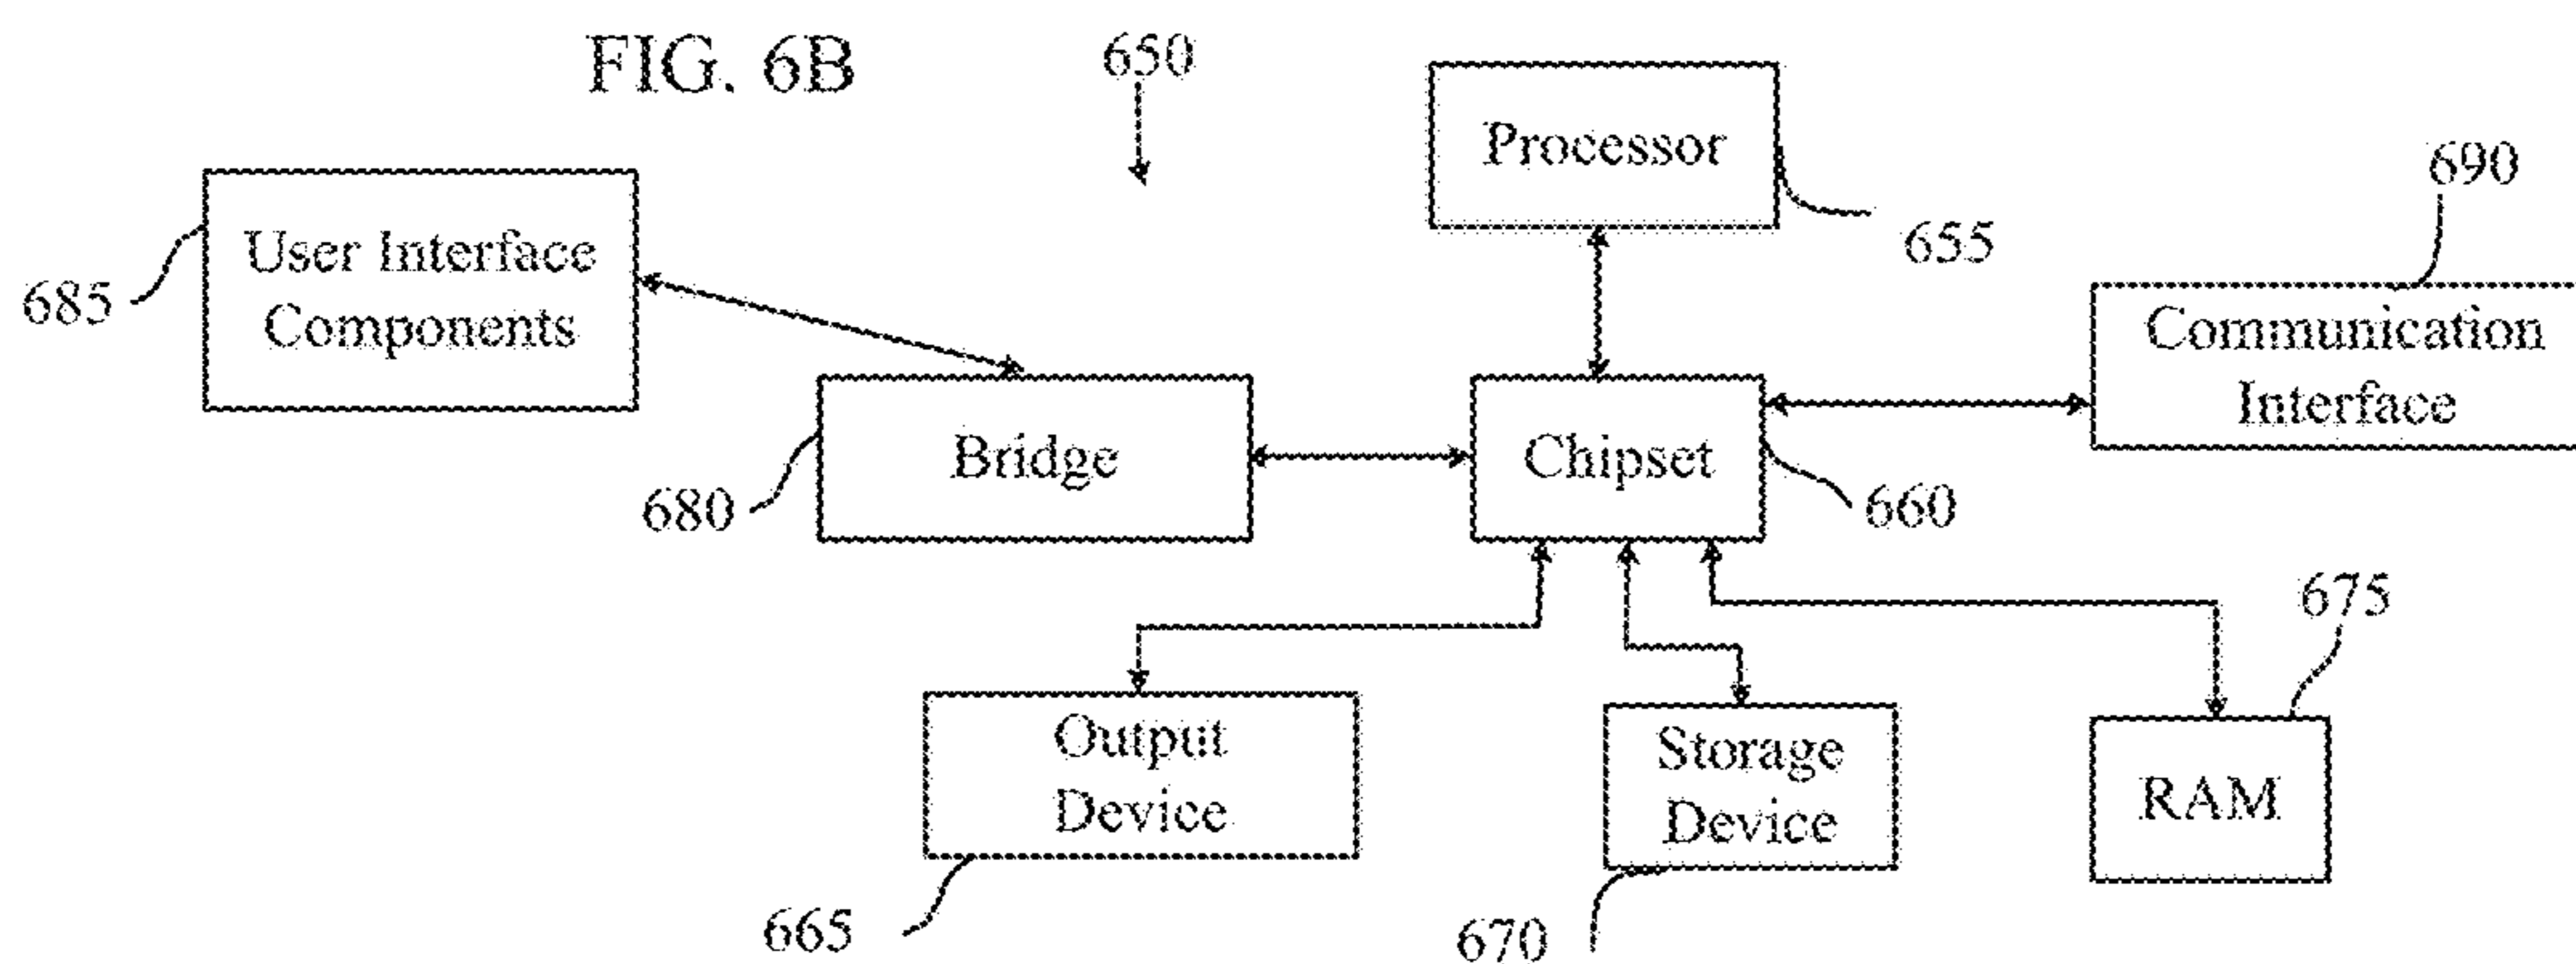 FIG. 6B
650
Processor
690
655
685
User Interface
Components
Communication
Interface
680
Bridge
Chipset
660
675
Output
Device
Storage
Device
RAM
665
670